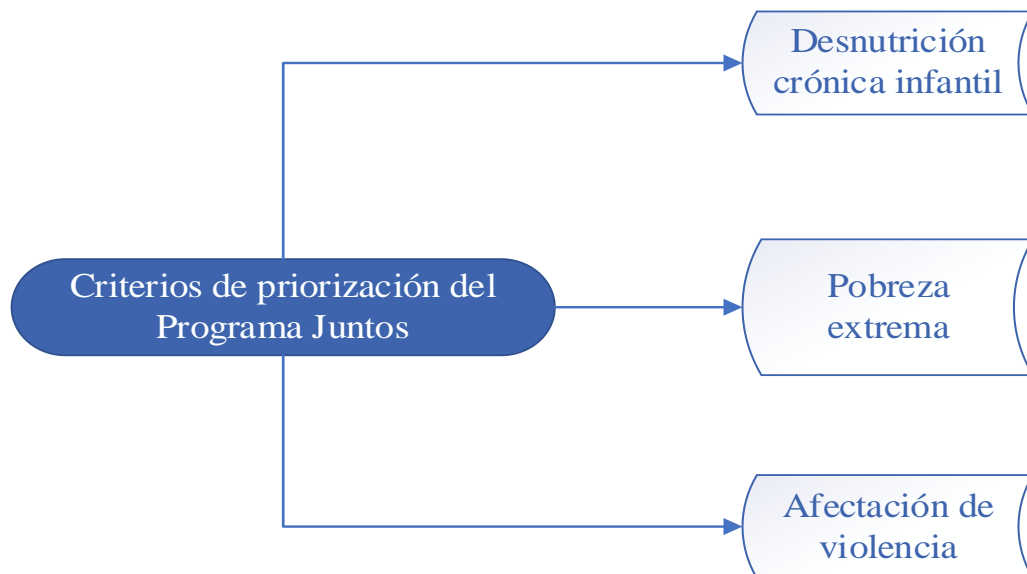 Desnutrición
crónica infantil
Criterios de priorización del
Programa Juntos
Pobreza
extrema
Afectación de
violencia